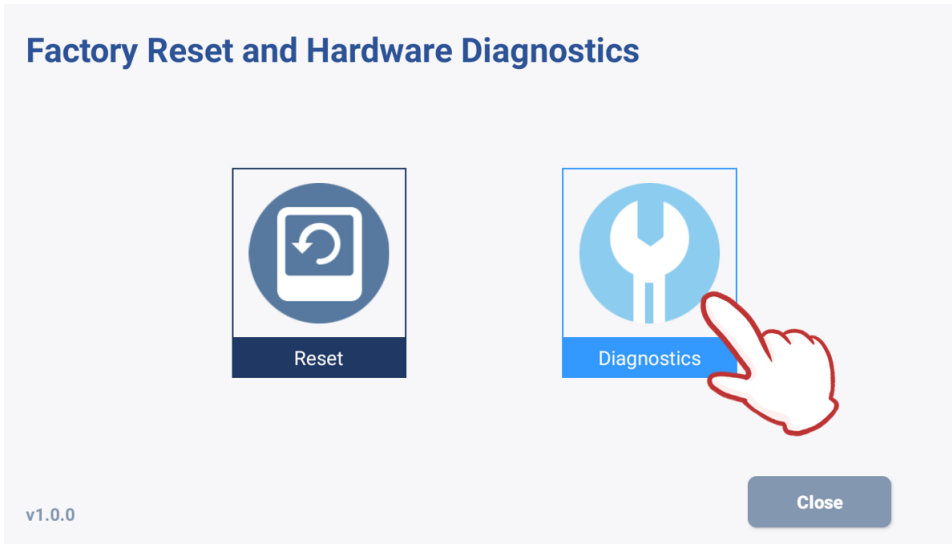 Factory Reset and Hardware Diagnostics
Reset
Diagnostics
v1.0.0
Close